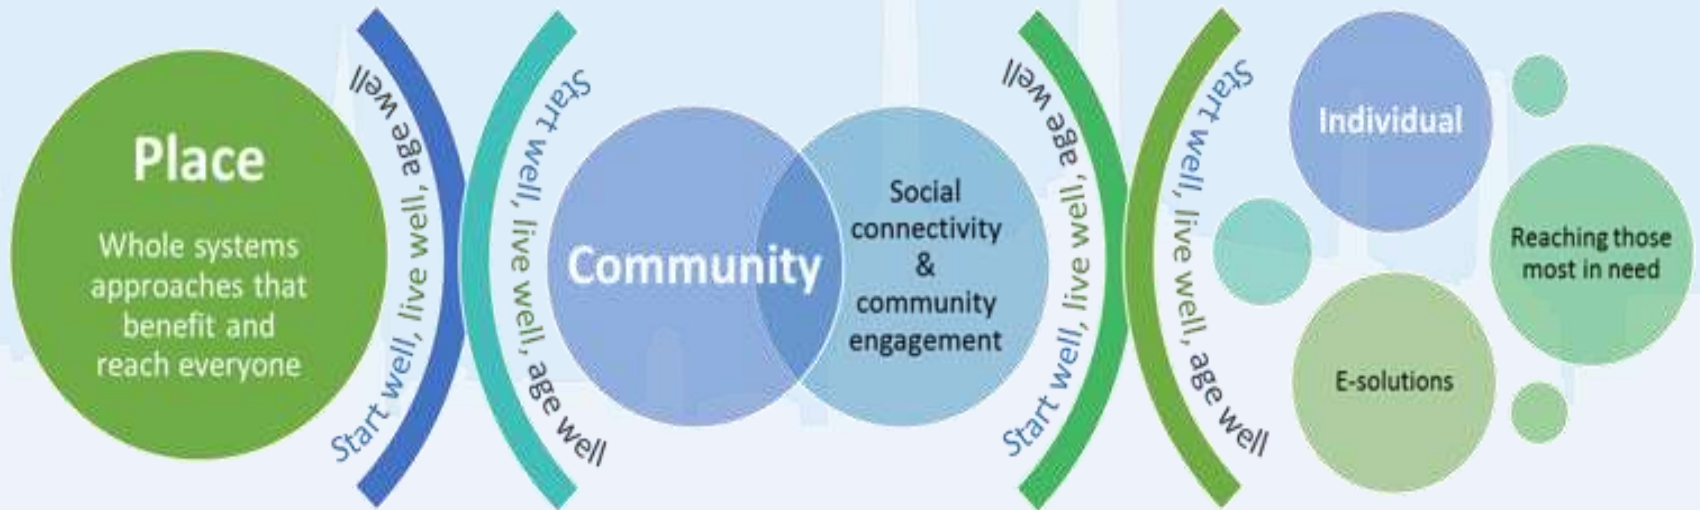 Place
Whole systems
approaches that
benefit and
reach everyone
Start well, live well, age well
Start well, live well, age well
Community
Social
connectivity
&
community
engagement
Start well, live well, age well
Start well, live well, age well
Individual
Reaching those
most in need
E-solutions